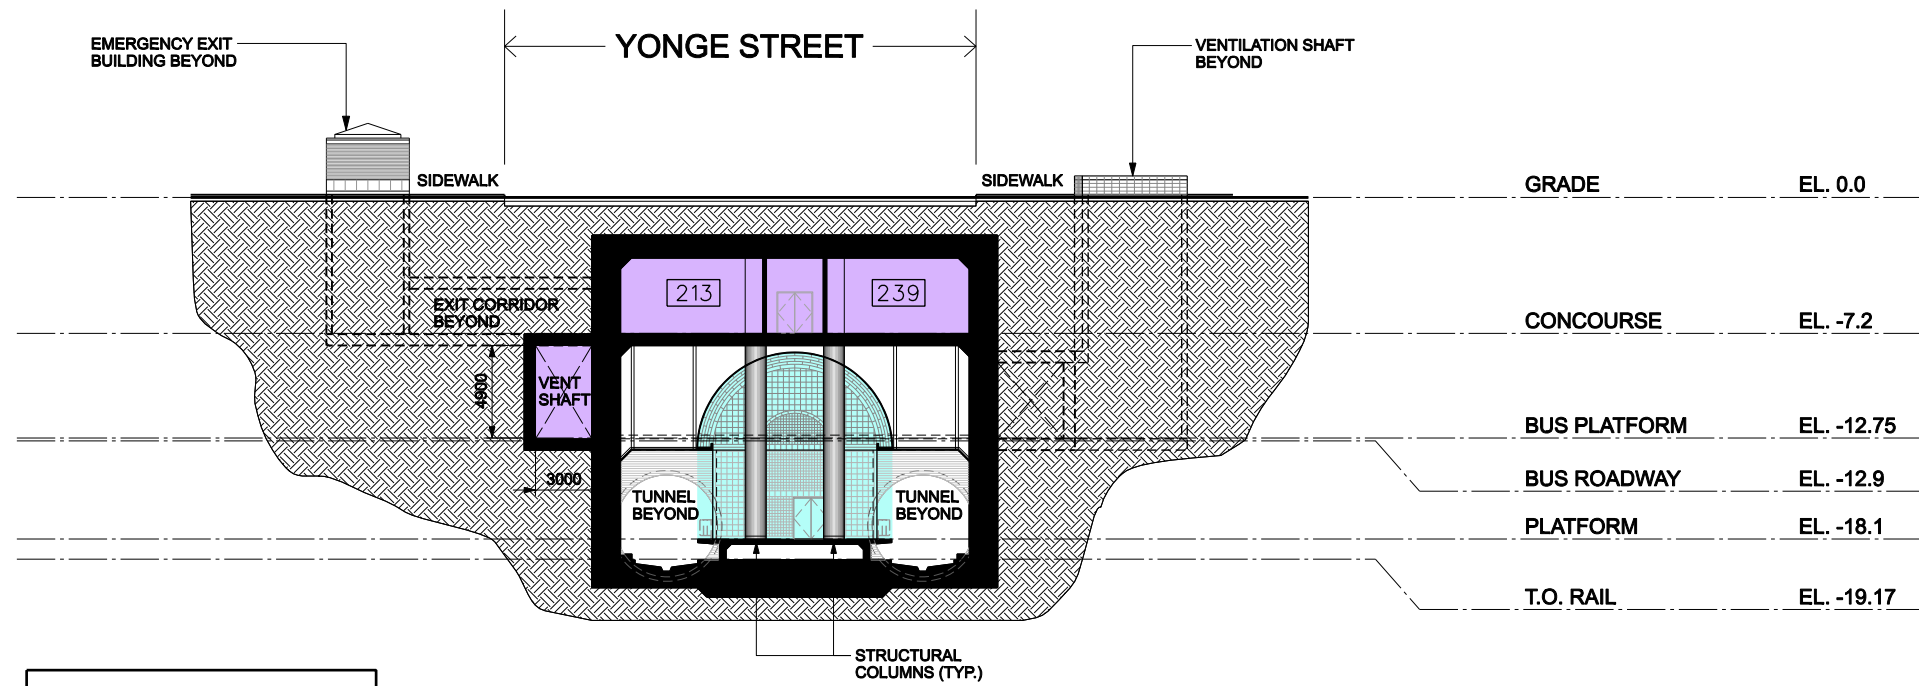 EMERGENCY EXIT
BUILDING BEYOND
YONGE STREET
VENTILATION SHAFT
BEYOND
SIDEWALK
SIDEWALK
GRADE EL. 0.0
213
239
EXIT CORRIDOR
BEYOND
CONCOURSE EL. -7.2
VENT
SHAFT
4900
BUS PLATFORM EL. -12.75
3000
BUS ROADWAY EL. -12.9
TUNNEL
BEYOND
TUNNEL
BEYOND
PLATFORM EL. -18.1
T.O. RAIL EL. -19.17
STRUCTURAL
COLUMNS (TYP.)